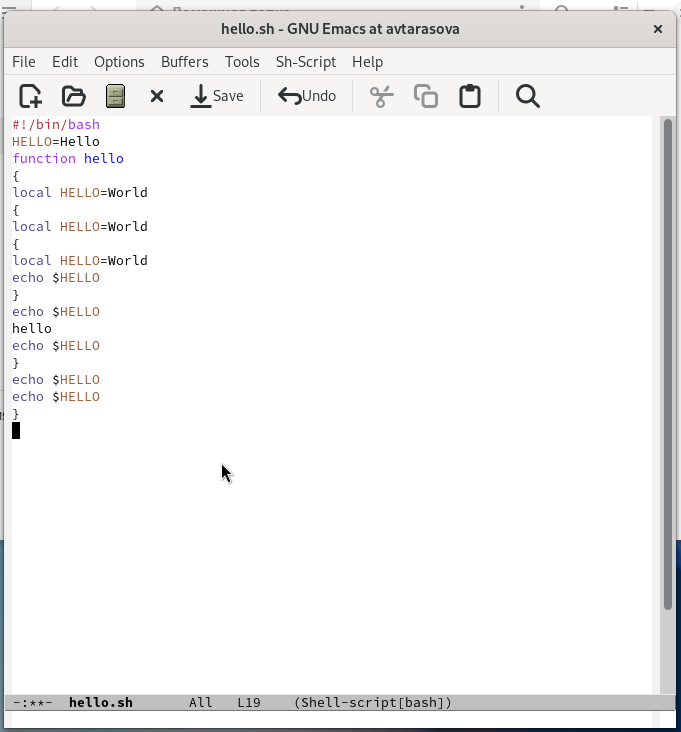 hello.sh - GNU Emacs at avtarasova
File Edit Options Buffers Tools Sh-Script Help
Save Undo
#!/bin/bash
HELLO=Hello
function hello
{
local HELLO=World
{
local HELLO=World
{
local HELLO=World
echo $HELLO
}
echo $HELLO
hello
echo $HELLO
}
echo $HELLO
echo $HELLO
}
-:**- hello.sh All L19 (Shell-script[bash])